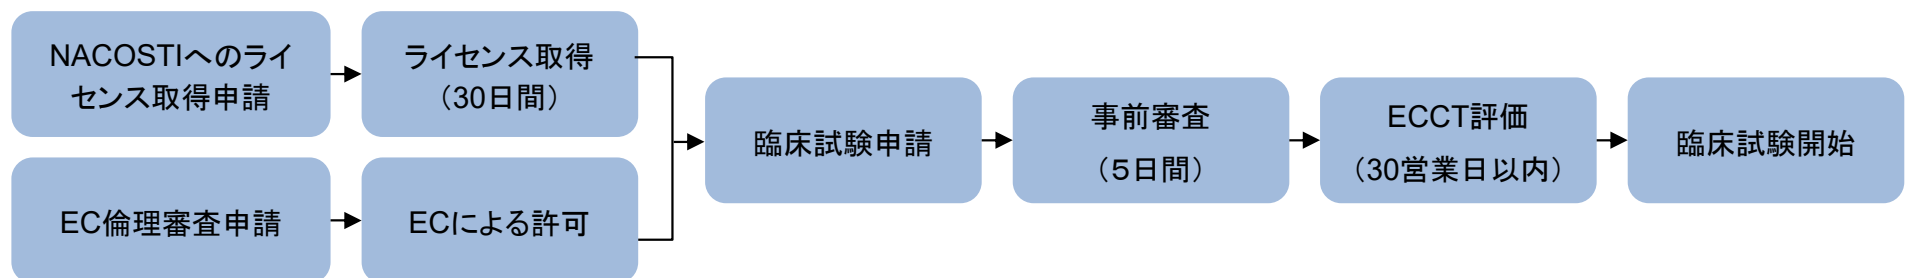 NACOSTIへのライ
センス取得申請
ライセンス取得
（30日間）
EC倫理審査申請
ECによる許可
臨床試験申請
事前審査
（５日間）
ECCT評価
（30営業日以内）
臨床試験開始